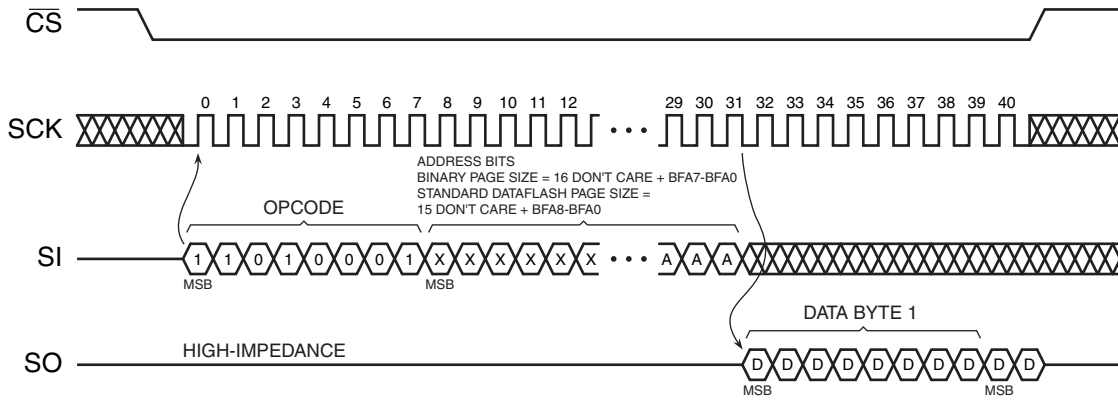 CS
0 1 2 3 4 5 6 7 8 9 10 11 12 29 30 31 32 33 34 35 36 37 38 39 40
SCK
ADDRESS BITS
BINARY PAGE SIZE = 16 DON'T CARE + BFA7-BFA0
STANDARD DATAFLASH PAGE SIZE =
15 DON'T CARE + BFA8-BFA0
OPCODE
SI 1 1 0 1 0 0 0 1 X X X X X X A A A
MSB MSB
DATA BYTE 1
HIGH-IMPEDANCE
SO D D D D D D D D D D
MSB MSB